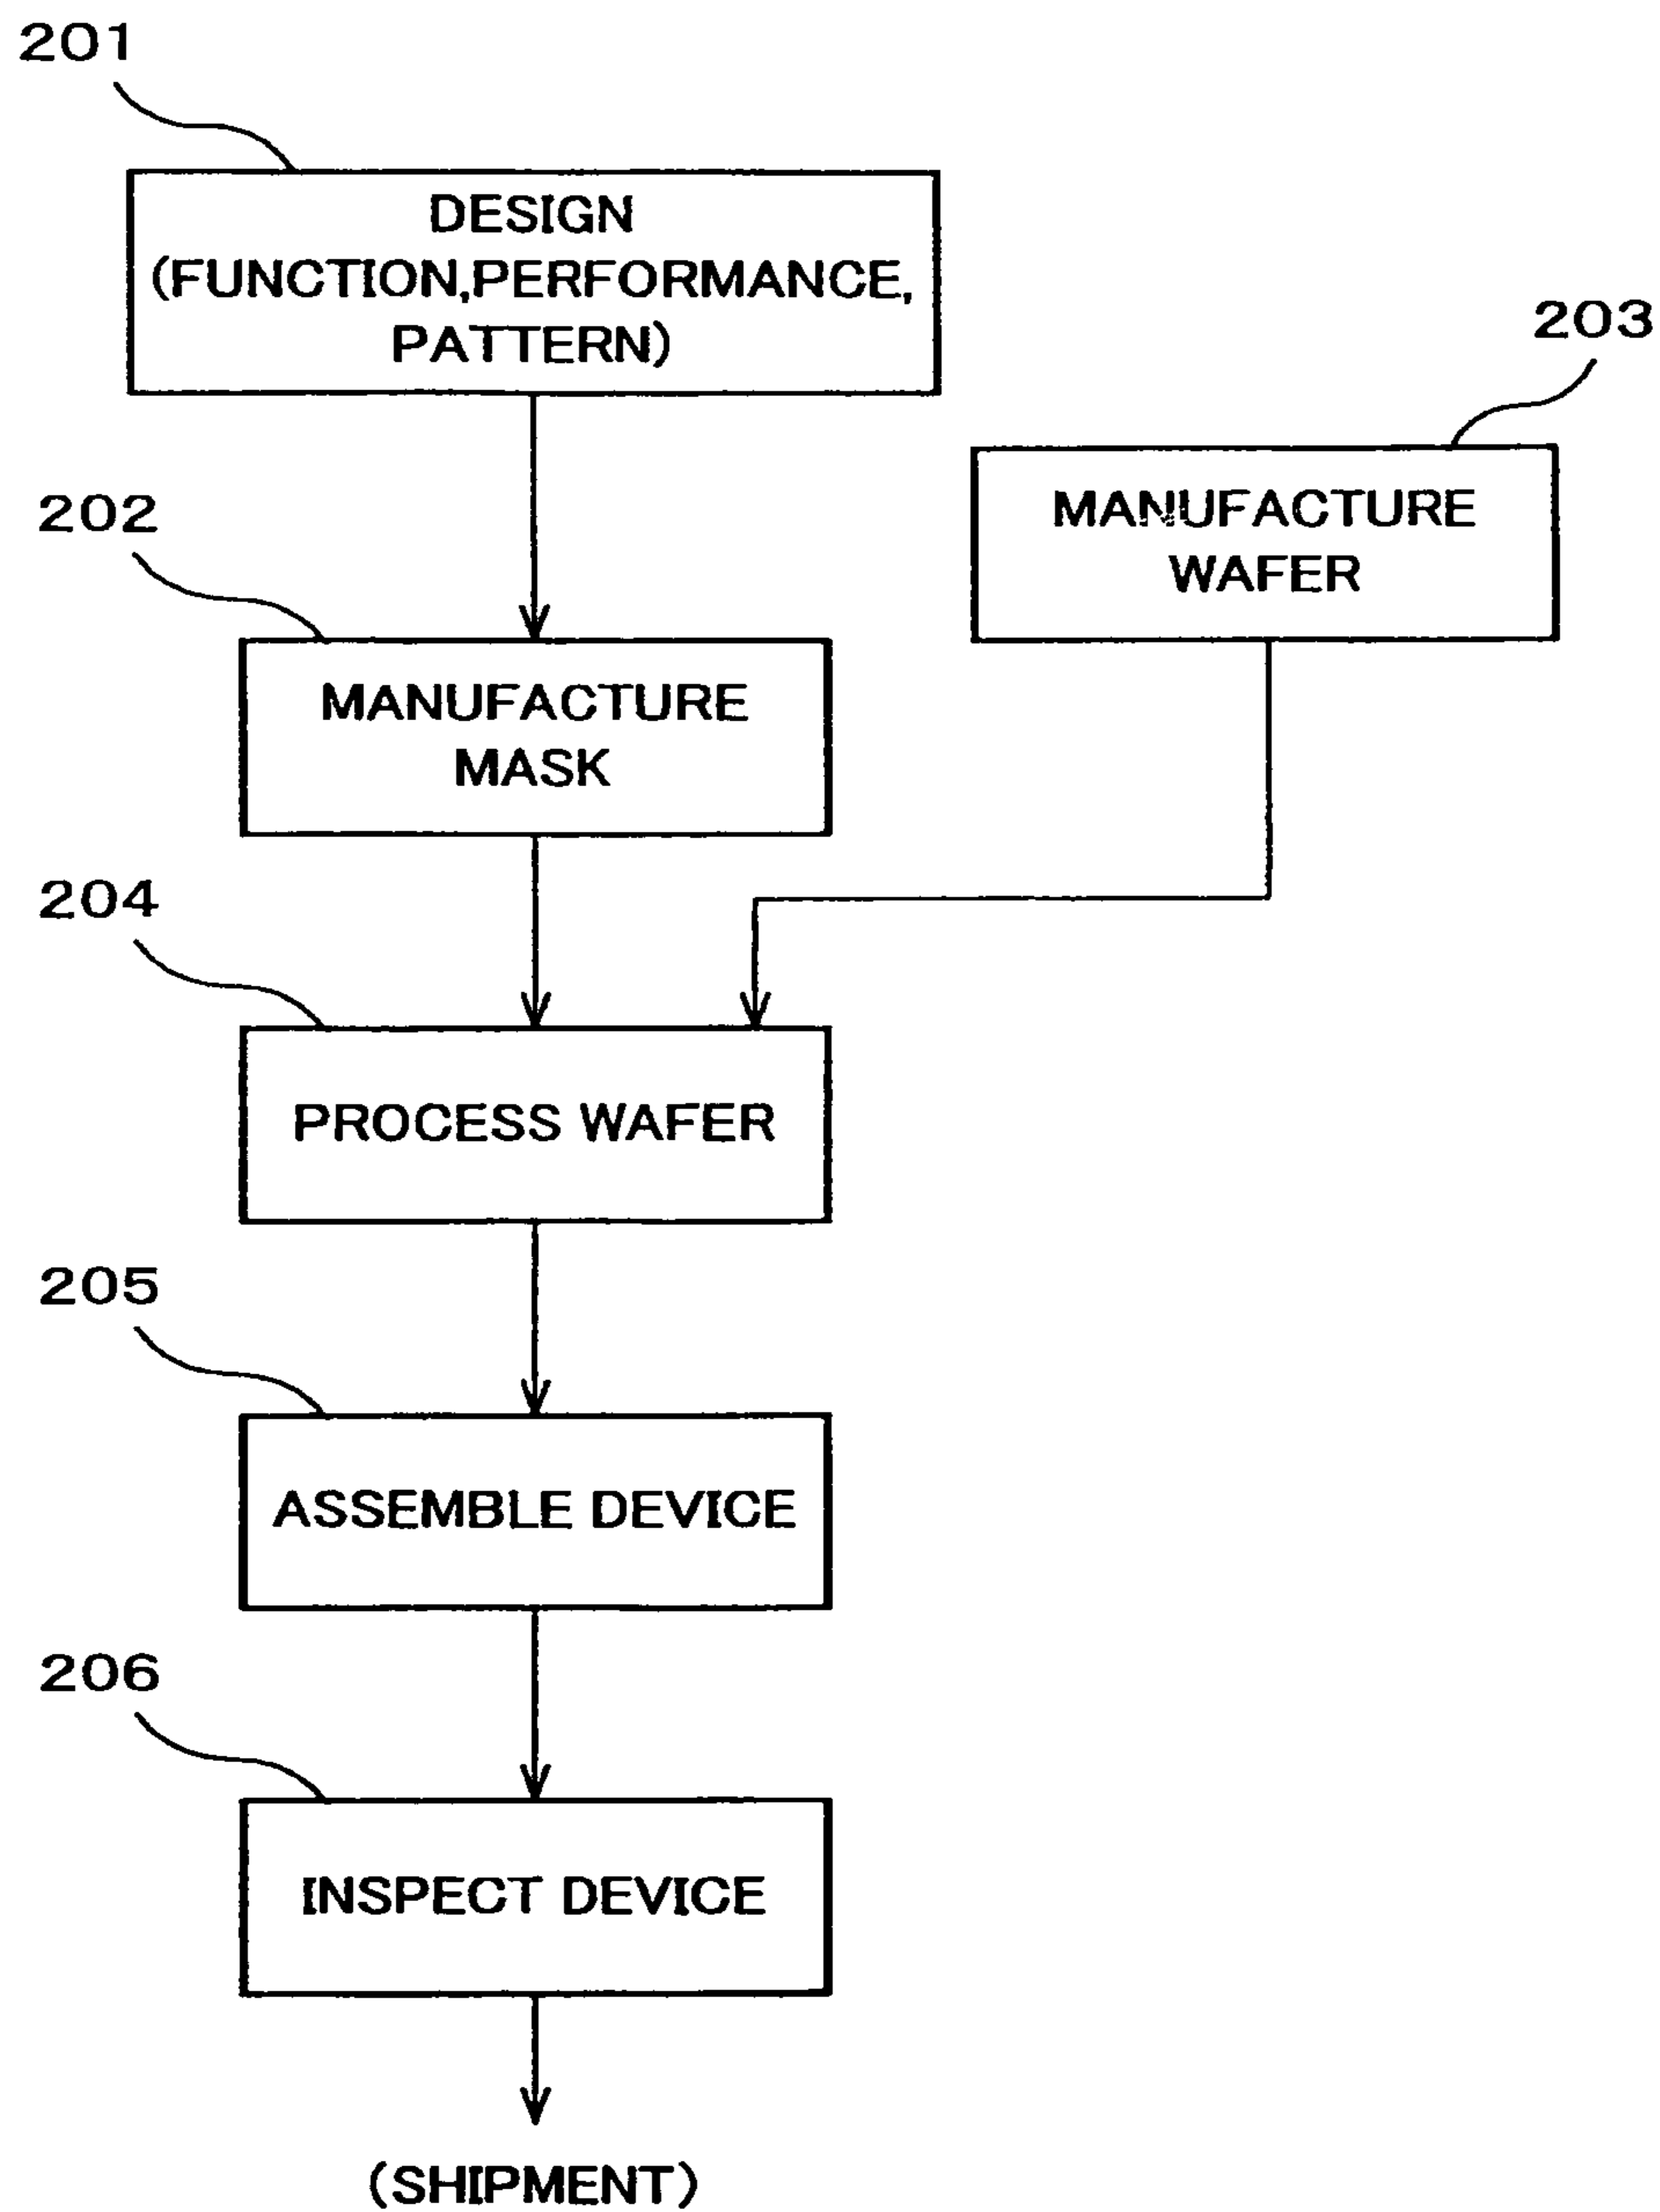 201
DESIGN
(FUNCTION,PERFORMANCE,
PATTERN)
203
MANUFACTURE
WAFER
202
MANUFACTURE
MASK
204
PROCESS WAFER
205
ASSEMBLE DEVICE
206
INSPECT DEVICE
(SHIPMENT)